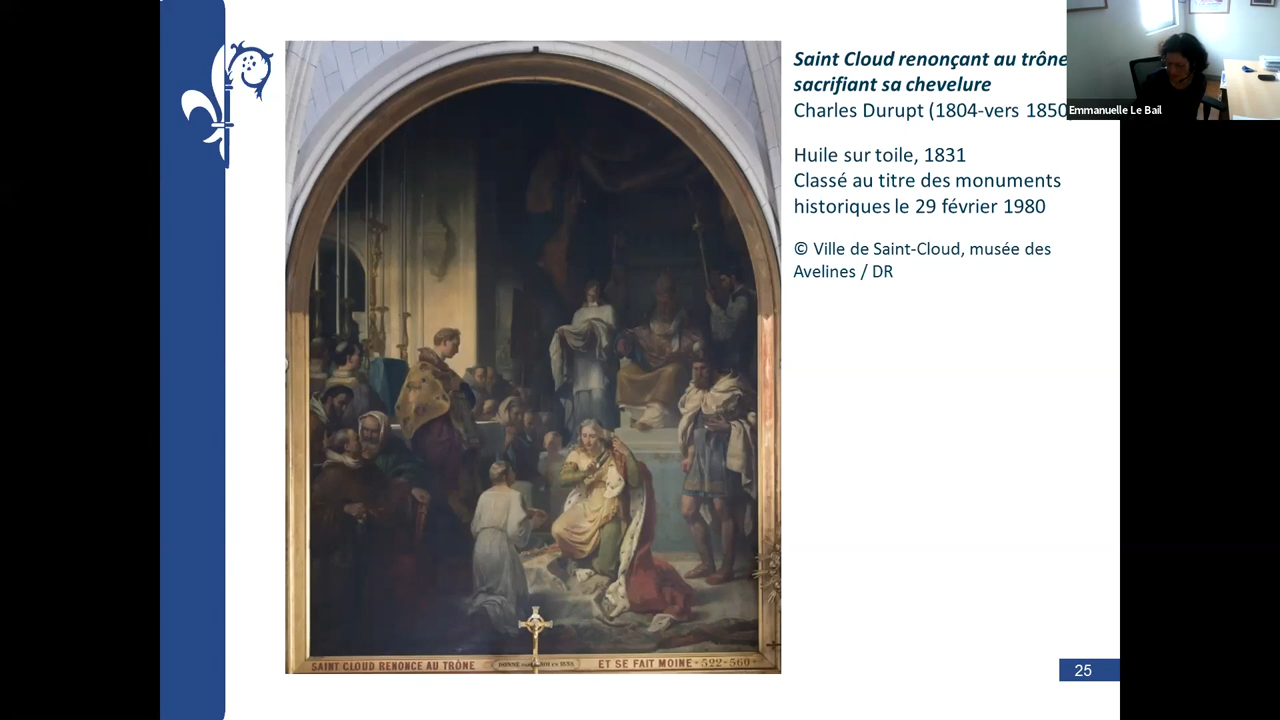 Saint Cloud renonçant au trône
sacrifiant sa chevelure
Charles Durupt (1804-vers 1850
Huile sur toile, 1831
Classé au titre des monuments
historiques le 29 février 1980
© Ville de Saint-Cloud, musée des
Avelines / DR
Emmanuelle Le Bail
SAINT CLOUD RENONCE AU TRÔNE
ET SE FAIT MOINE - 522-560 -
25